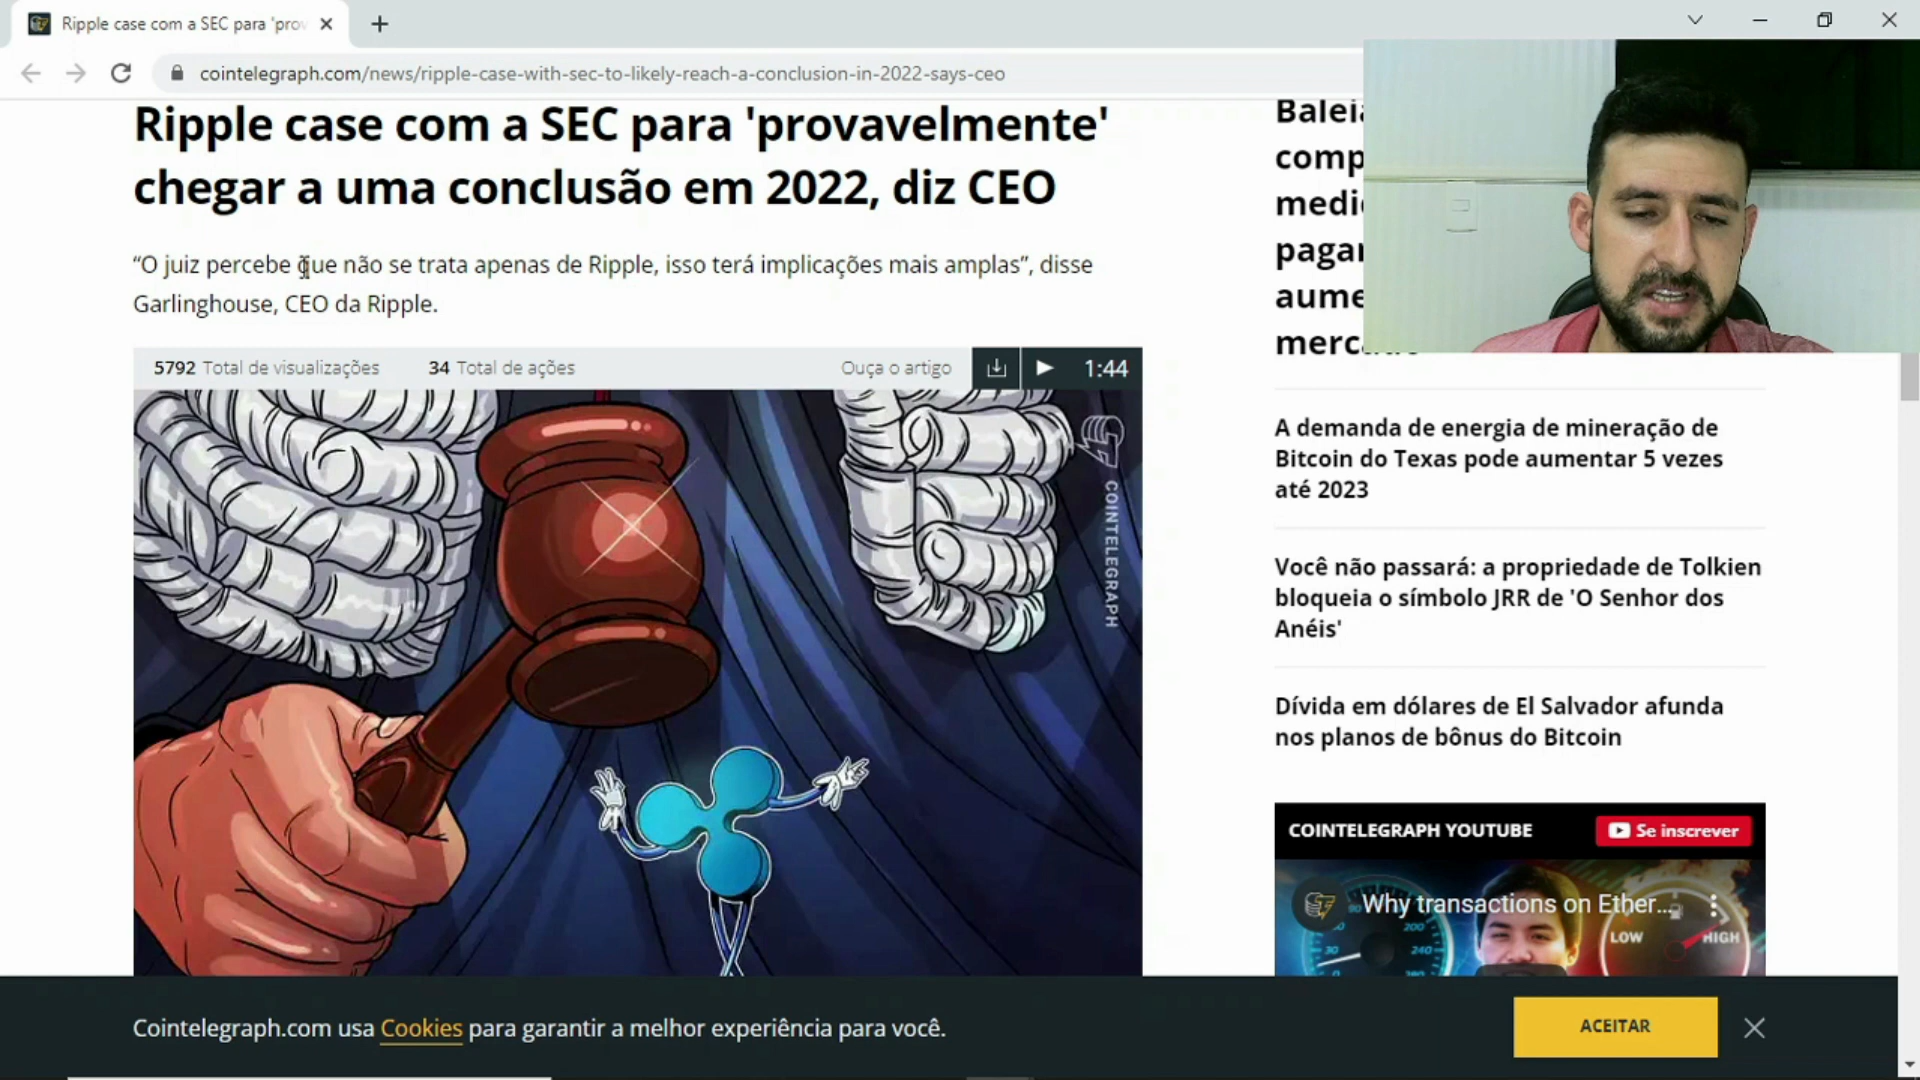 Ripple case com a SEC para 'prov
cointelegraph.com/news/ripple-case-with-sec-to-likely-reach-a-conclusion-in-2022-says-ceo
Ripple case com a SEC para 'provavelmente'
chegar a uma conclusão em 2022, diz CEO
“O juiz percebe que não se trata apenas de Ripple, isso terá implicações mais amplas”, disse
Garlinghouse, CEO da Ripple.
5792 Total de visualizações 34 Total de ações Ouça o artigo 1:44
COINTELEGRAPH
Baleia
comp
medi
pagar
aume
merc
A demanda de energia de mineração de
Bitcoin do Texas pode aumentar 5 vezes
até 2023
Você não passará: a propriedade de Tolkien
bloqueia o símbolo JRR de 'O Senhor dos
Anéis'
Dívida em dólares de El Salvador afunda
nos planos de bônus do Bitcoin
COINTELEGRAPH YOUTUBE Se inscrever
Why transactions on Ether...
200
30 240
LOW HIGH
Cointelegraph.com usa Cookies para garantir a melhor experiência para você.
ACEITAR